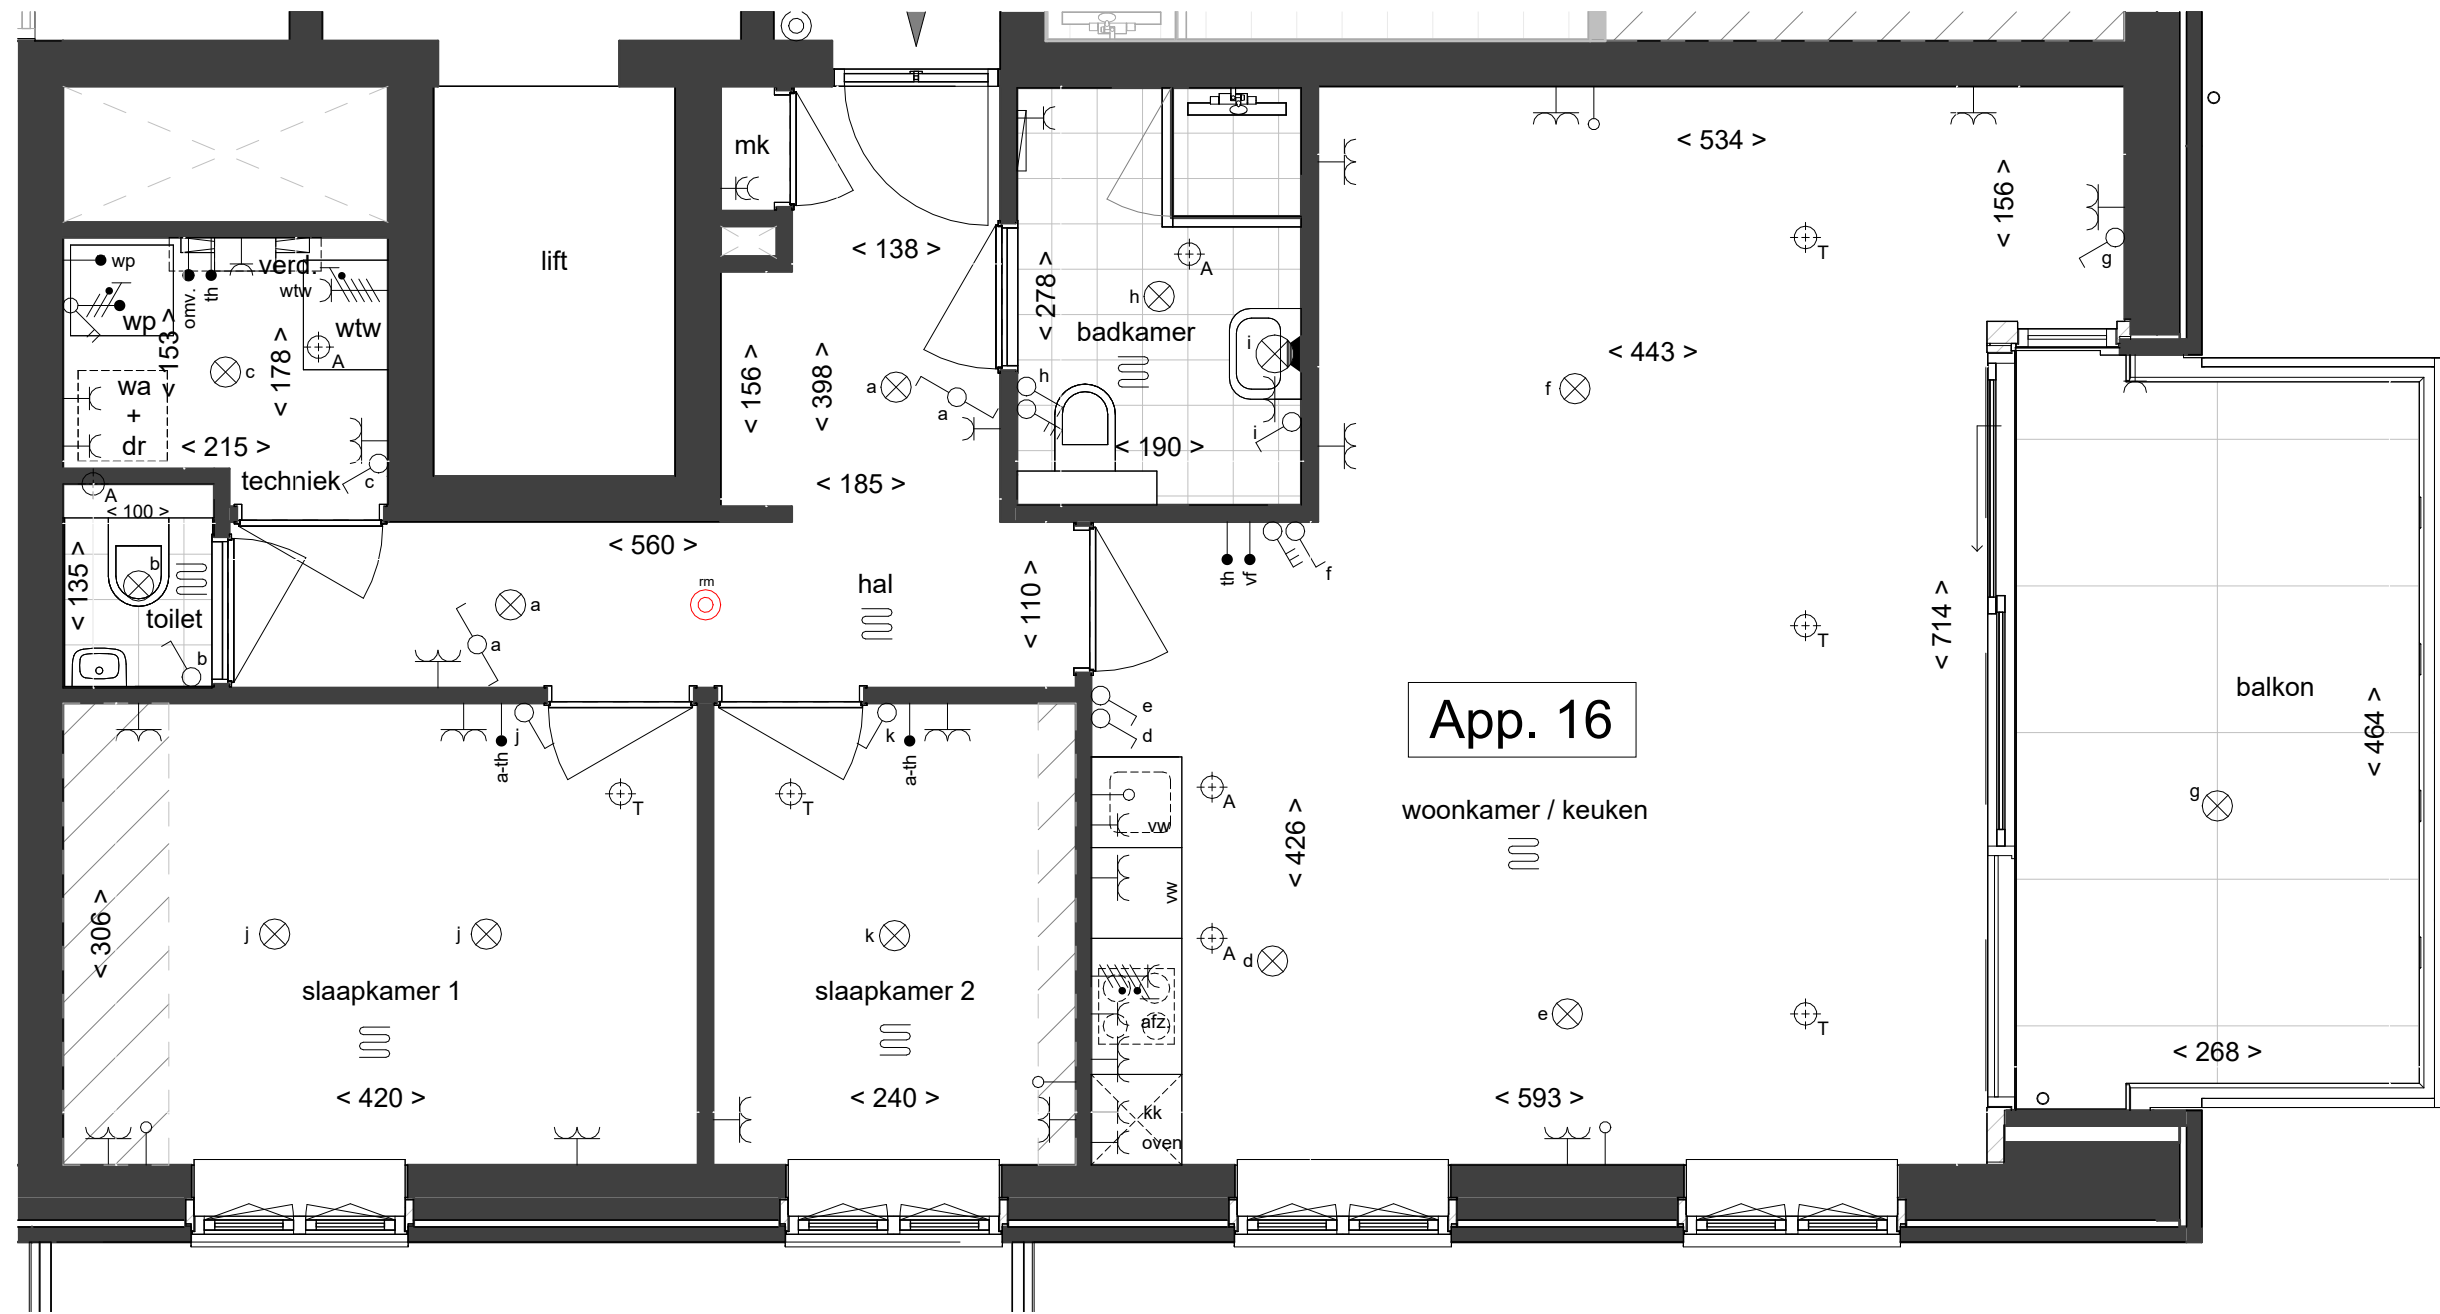 mk
< 534 >
< 156 >
g
T
lift
< 138 >
< 278 >
A
h
badkamer
i
h
i
< 190 >
wp
verd.
omv.
th
wtw
wp
wtw
< 153 >
< 178 >
A
c
wa
+
dr
< 215 >
techniek
c
< 156 >
< 398 >
a
a
< 185 >
< 443 >
f
A
< 100 >
< 135 >
b
toilet
b
< 560 >
a
a
rm
hal
< 110 >
th
vf
f
T
< 714 >
e
d
App. 16
balkon
< 464 >
g
< 268 >
j
a-th
T
T
k
a-th
vw
vw
A
A
d
< 426 >
woonkamer / keuken
< 306 >
j
j
slaapkamer 1
< 420 >
k
slaapkamer 2
< 240 >
afz.
kk
oven
e
T
< 593 >